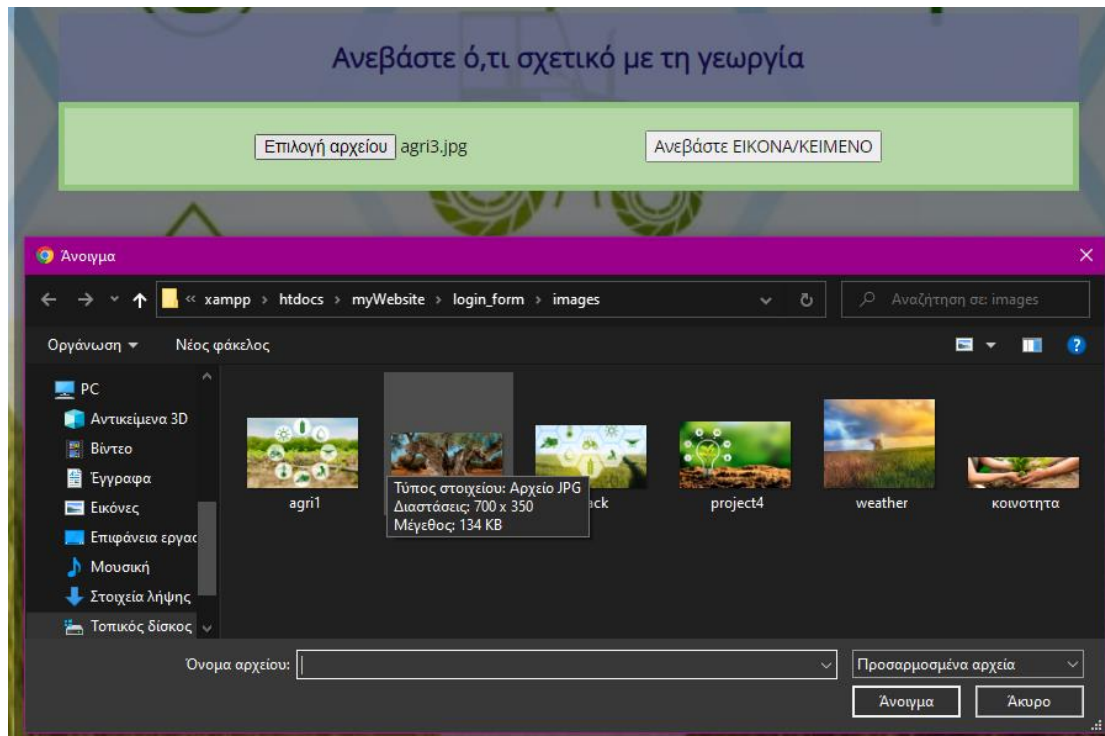 Ανεβάστε ό,τι σχετικό με τη γεωργία
Επιλογή αρχείου agri3.jpg Ανεβάστε ΕΙΚΟΝΑ/ΚΕΙΜΕΝΟ
Άνοιγμα
« xampp › htdocs › myWebsite › login_form › images Αναζήτηση σε: images
Οργάνωση Νέος φάκελος
PC
Αντικείμενα 3D
Βίντεο
Έγγραφα
Εικόνες
Επιφάνεια εργας
Μουσική
Στοιχεία λήψης
Τοπικός δίσκος
agri1
Τύπος στοιχείου: Αρχείο JPG
Διαστάσεις: 700 x 350
Μέγεθος: 134 KB
project4
weather
κοινοτητα
Όνομα αρχείου: Προσαρμοσμένα αρχεία
Άνοιγμα Άκυρο